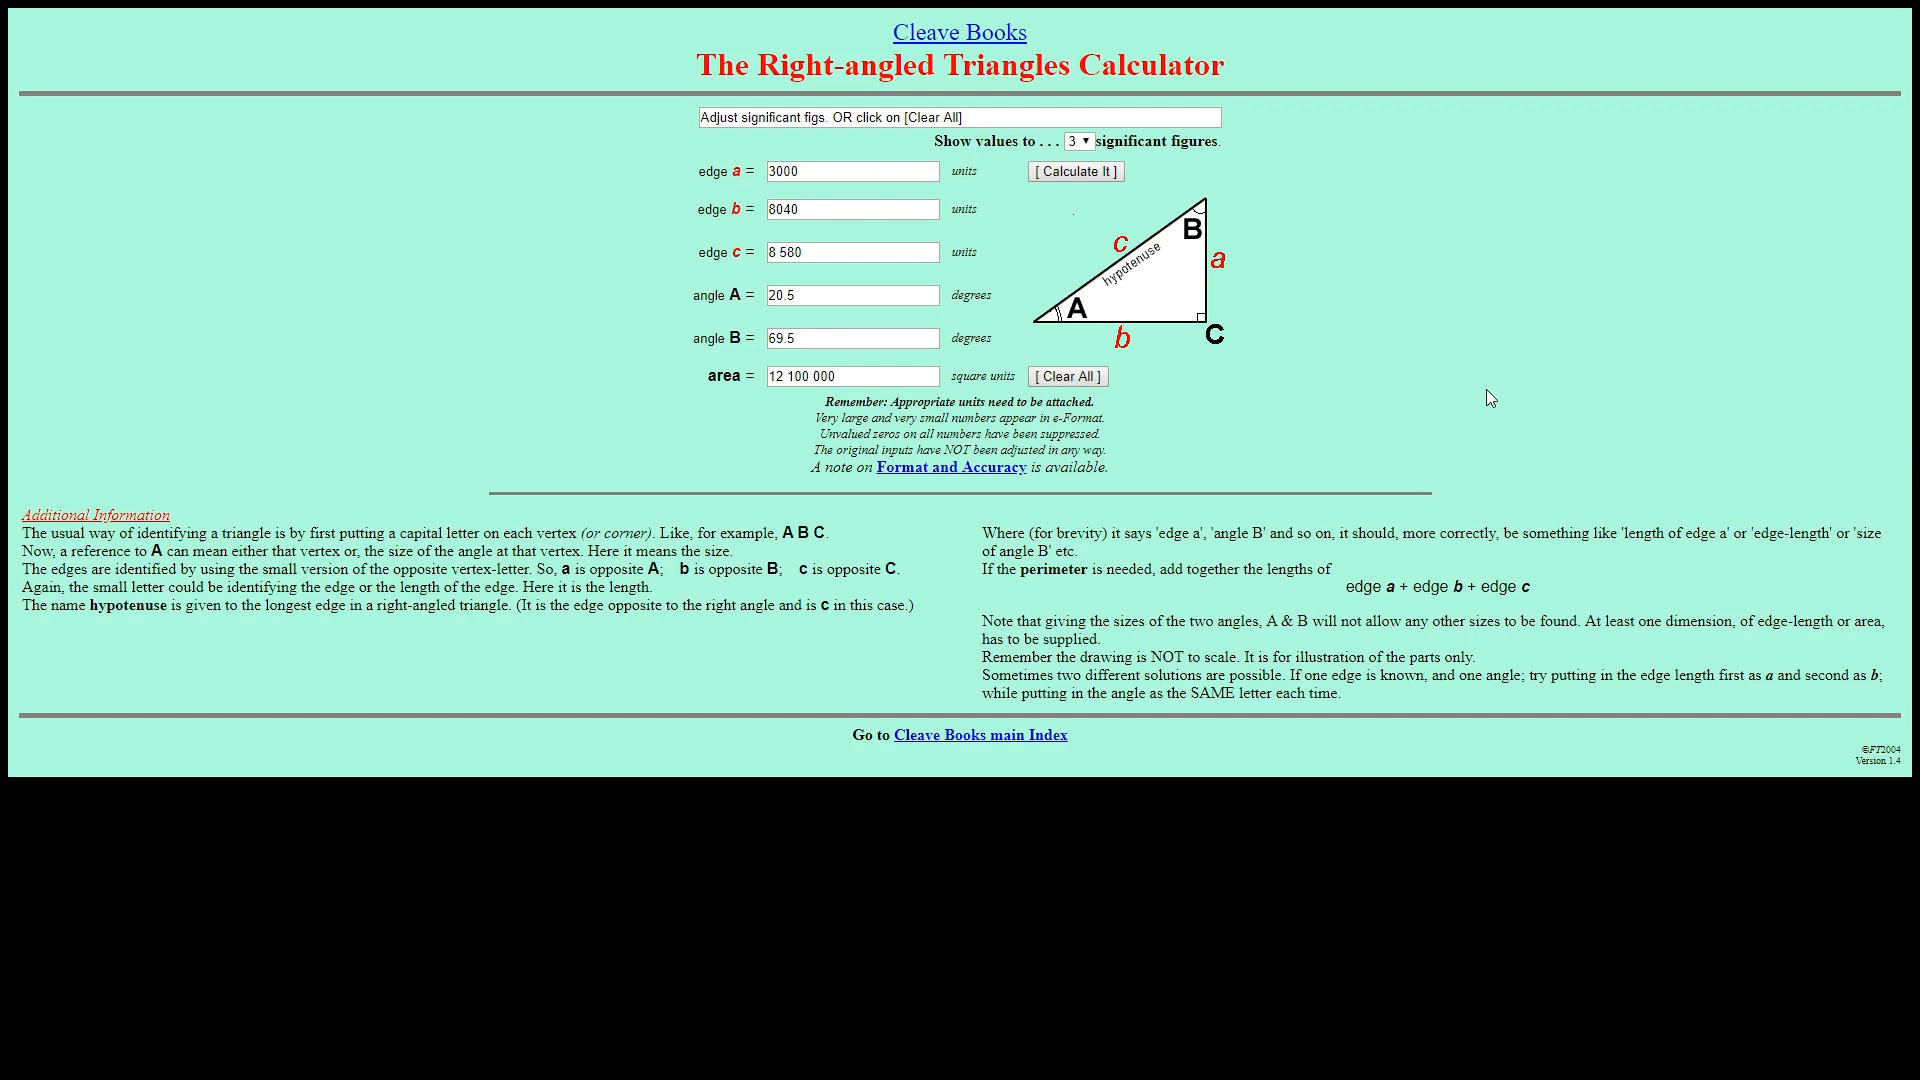 Cleave Books
The Right-angled Triangles Calculator
Adjust significant figs. OR click on [Clear All]
Show values to . . . 3 significant figures.
edge a = 3000 units [ Calculate It ]
edge b = 8040 units
edge c = 8 580 units
angle A = 20.5 degrees
angle B = 69.5 degrees
area = 12 100 000 square units [ Clear All ]
B
c
hypotenuse
a
A
b
C
Remember: Appropriate units need to be attached.
Very large and very small numbers appear in e-Format.
Unvalued zeros on all numbers have been suppressed.
The original inputs have NOT been adjusted in any way.
A note on Format and Accuracy is available.
Additional Information
The usual way of identifying a triangle is by first putting a capital letter on each vertex (or corner). Like, for example, A B C.
Now, a reference to A can mean either that vertex or, the size of the angle at that vertex. Here it means the size.
The edges are identified by using the small version of the opposite vertex-letter. So, a is opposite A; b is opposite B; c is opposite C.
Again, the small letter could be identifying the edge or the length of the edge. Here it is the length.
The name hypotenuse is given to the longest edge in a right-angled triangle. (It is the edge opposite to the right angle and is c in this case.)
Where (for brevity) it says 'edge a', 'angle B' and so on, it should, more correctly, be something like 'length of edge a' or 'edge-length' or 'size
of angle B' etc.
If the perimeter is needed, add together the lengths of
edge a + edge b + edge c
Note that giving the sizes of the two angles, A & B will not allow any other sizes to be found. At least one dimension, of edge-length or area,
has to be supplied.
Remember the drawing is NOT to scale. It is for illustration of the parts only.
Sometimes two different solutions are possible. If one edge is known, and one angle; try putting in the edge length first as a and second as b;
while putting in the angle as the SAME letter each time.
Go to Cleave Books main Index
©FT2004
Version 1.4